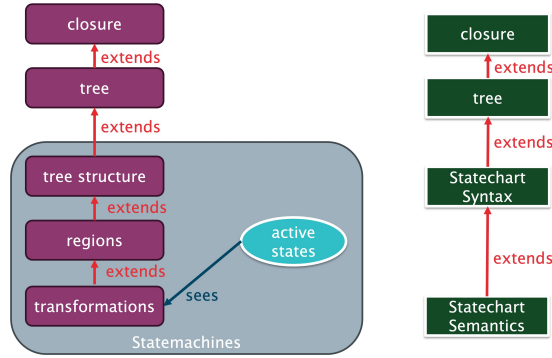 closure
extends
tree
extends
tree structure
extends
regions
extends
transformations
active
states
sees
Statemachines
closure
extends
tree
extends
Statechart
Syntax
extends
Statechart
Semantics